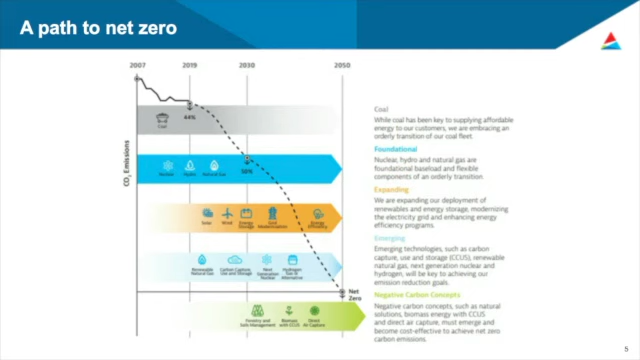 A path to net zero
2007
2019
2030
2050
CO₂ Emissions
Coal
44%
Nuclear
Hydro
Natural Gas
50%
Solar
Wind
Energy Storage
Grid Modernization
Energy Efficiency
Renewable Natural Gas
Carbon Capture Use and Storage
Next Generation Nuclear
Net Zero
Forestry and Soils Management
Biomass with CCUS
Direct Air Capture
Coal
While coal has been key to supplying affordable
energy to our customers, we are embracing an
orderly transition of our coal fleet.
Foundational
Nuclear, hydro and natural gas are
foundational baseload and flexible
components of an orderly transition.
Expanding
We are expanding our deployment of
renewables and energy storage, modernizing
the electricity grid and enhancing energy
efficiency programs.
Emerging
Emerging technologies, such as carbon
capture, use and storage (CCUS), renewable
natural gas, next generation nuclear and
hydrogen, will be key to achieving our
emission reduction goals.
Negative Carbon Concepts
Negative carbon concepts, such as natural
solutions, biomass energy with CCUS
and direct air capture, must emerge and
become cost-effective to achieve net zero
carbon emissions.
5